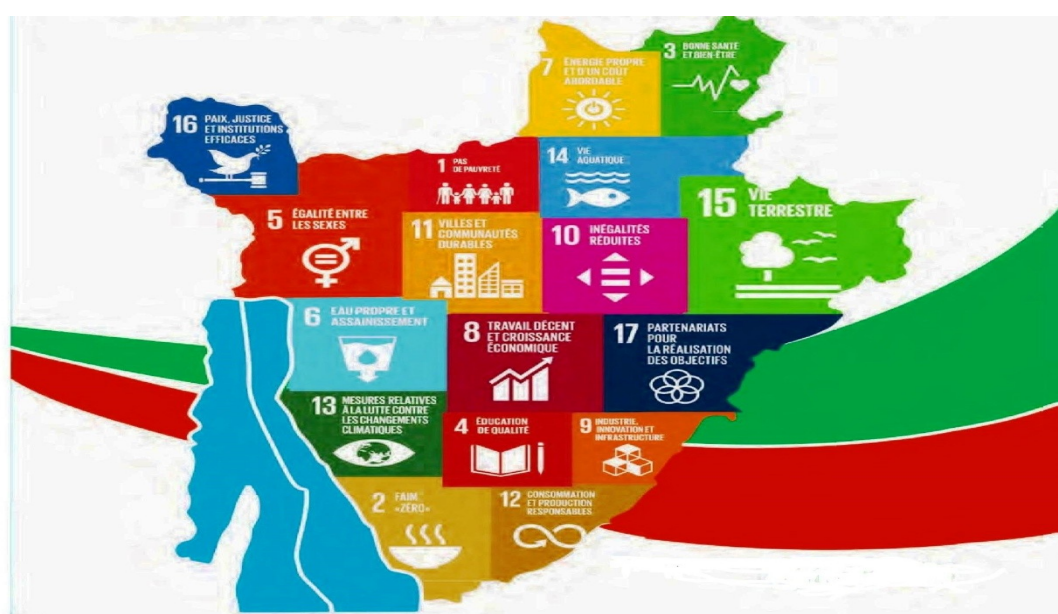 7 ÉNERGIE PROPRE
ET D'UN COÛT
ABORDABLE
3 BONNE SANTÉ
ET BIEN-ÊTRE
16 PAIX, JUSTICE
ET INSTITUTIONS
EFFICACES
1 PAS
DE PAUVRETÉ
14 VIE
AQUATIQUE
15 VIE
TERRESTRE
5 ÉGALITÉ ENTRE
LES SEXES
11 VILLES ET
COMMUNAUTÉS
DURABLES
10 INÉGALITÉS
RÉDUITES
6 EAU PROPRE ET
ASSAINISSEMENT
8 TRAVAIL DÉCENT
ET CROISSANCE
ÉCONOMIQUE
17 PARTENARIATS
POUR
LA RÉALISATION
DES OBJECTIFS
13 MESURES RELATIVES
À LA LUTTE CONTRE
LES CHANGEMENTS
CLIMATIQUES
4 ÉDUCATION
DE QUALITÉ
9 INDUSTRIE,
INNOVATION ET
INFRASTRUCTURE
2 FAIM
«ZÉRO»
12 CONSOMMATION
ET PRODUCTION
RESPONSABLES